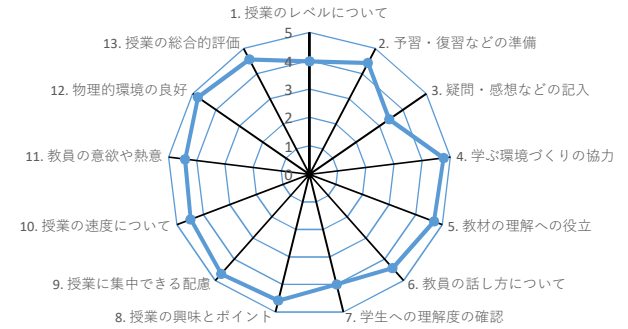 1. 授業のレベルについて
2. 予習・復習などの準備
3. 疑問・感想などの記入
4. 学ぶ環境づくりの協力
5. 教材の理解への役立
6. 教員の話し方について
7. 学生への理解度の確認
8. 授業の興味とポイント
9. 授業に集中できる配慮
10. 授業の速度について
11. 教員の意欲や熱意
12. 物理的環境の良好
13. 授業の総合的評価
5
4
3
2
1
0